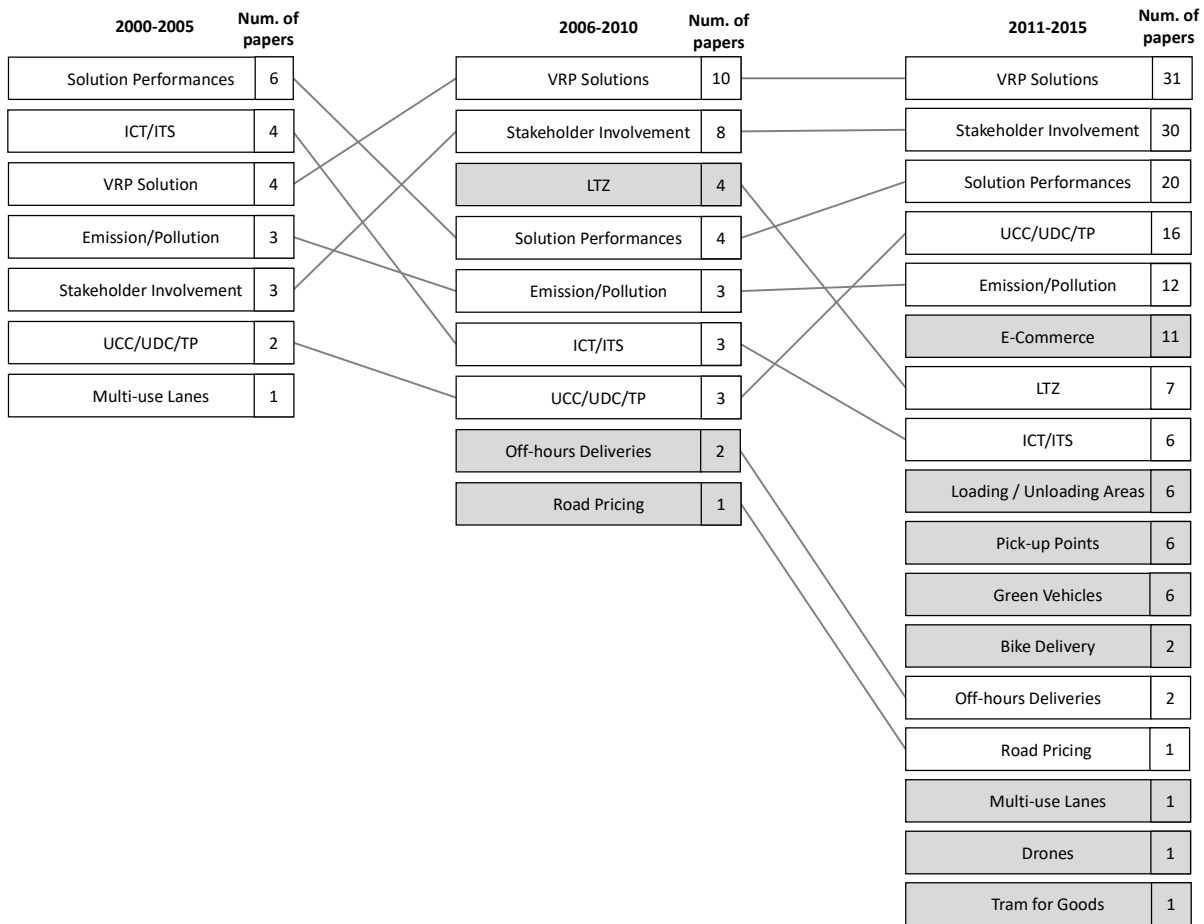 2000-2005
Num. of
papers
Solution Performances 6
ICT/ITS 4
VRP Solution 4
Emission/Pollution 3
Stakeholder Involvement 3
UCC/UDC/TP 2
Multi-use Lanes 1
2006-2010
Num. of
papers
VRP Solutions 10
Stakeholder Involvement 8
LTZ 4
Solution Performances 4
Emission/Pollution 3
ICT/ITS 3
UCC/UDC/TP 3
Off-hours Deliveries 2
Road Pricing 1
2011-2015
Num. of
papers
VRP Solutions 31
Stakeholder Involvement 30
Solution Performances 20
UCC/UDC/TP 16
Emission/Pollution 12
E-Commerce 11
LTZ 7
ICT/ITS 6
Loading / Unloading Areas 6
Pick-up Points 6
Green Vehicles 6
Bike Delivery 2
Off-hours Deliveries 2
Road Pricing 1
Multi-use Lanes 1
Drones 1
Tram for Goods 1